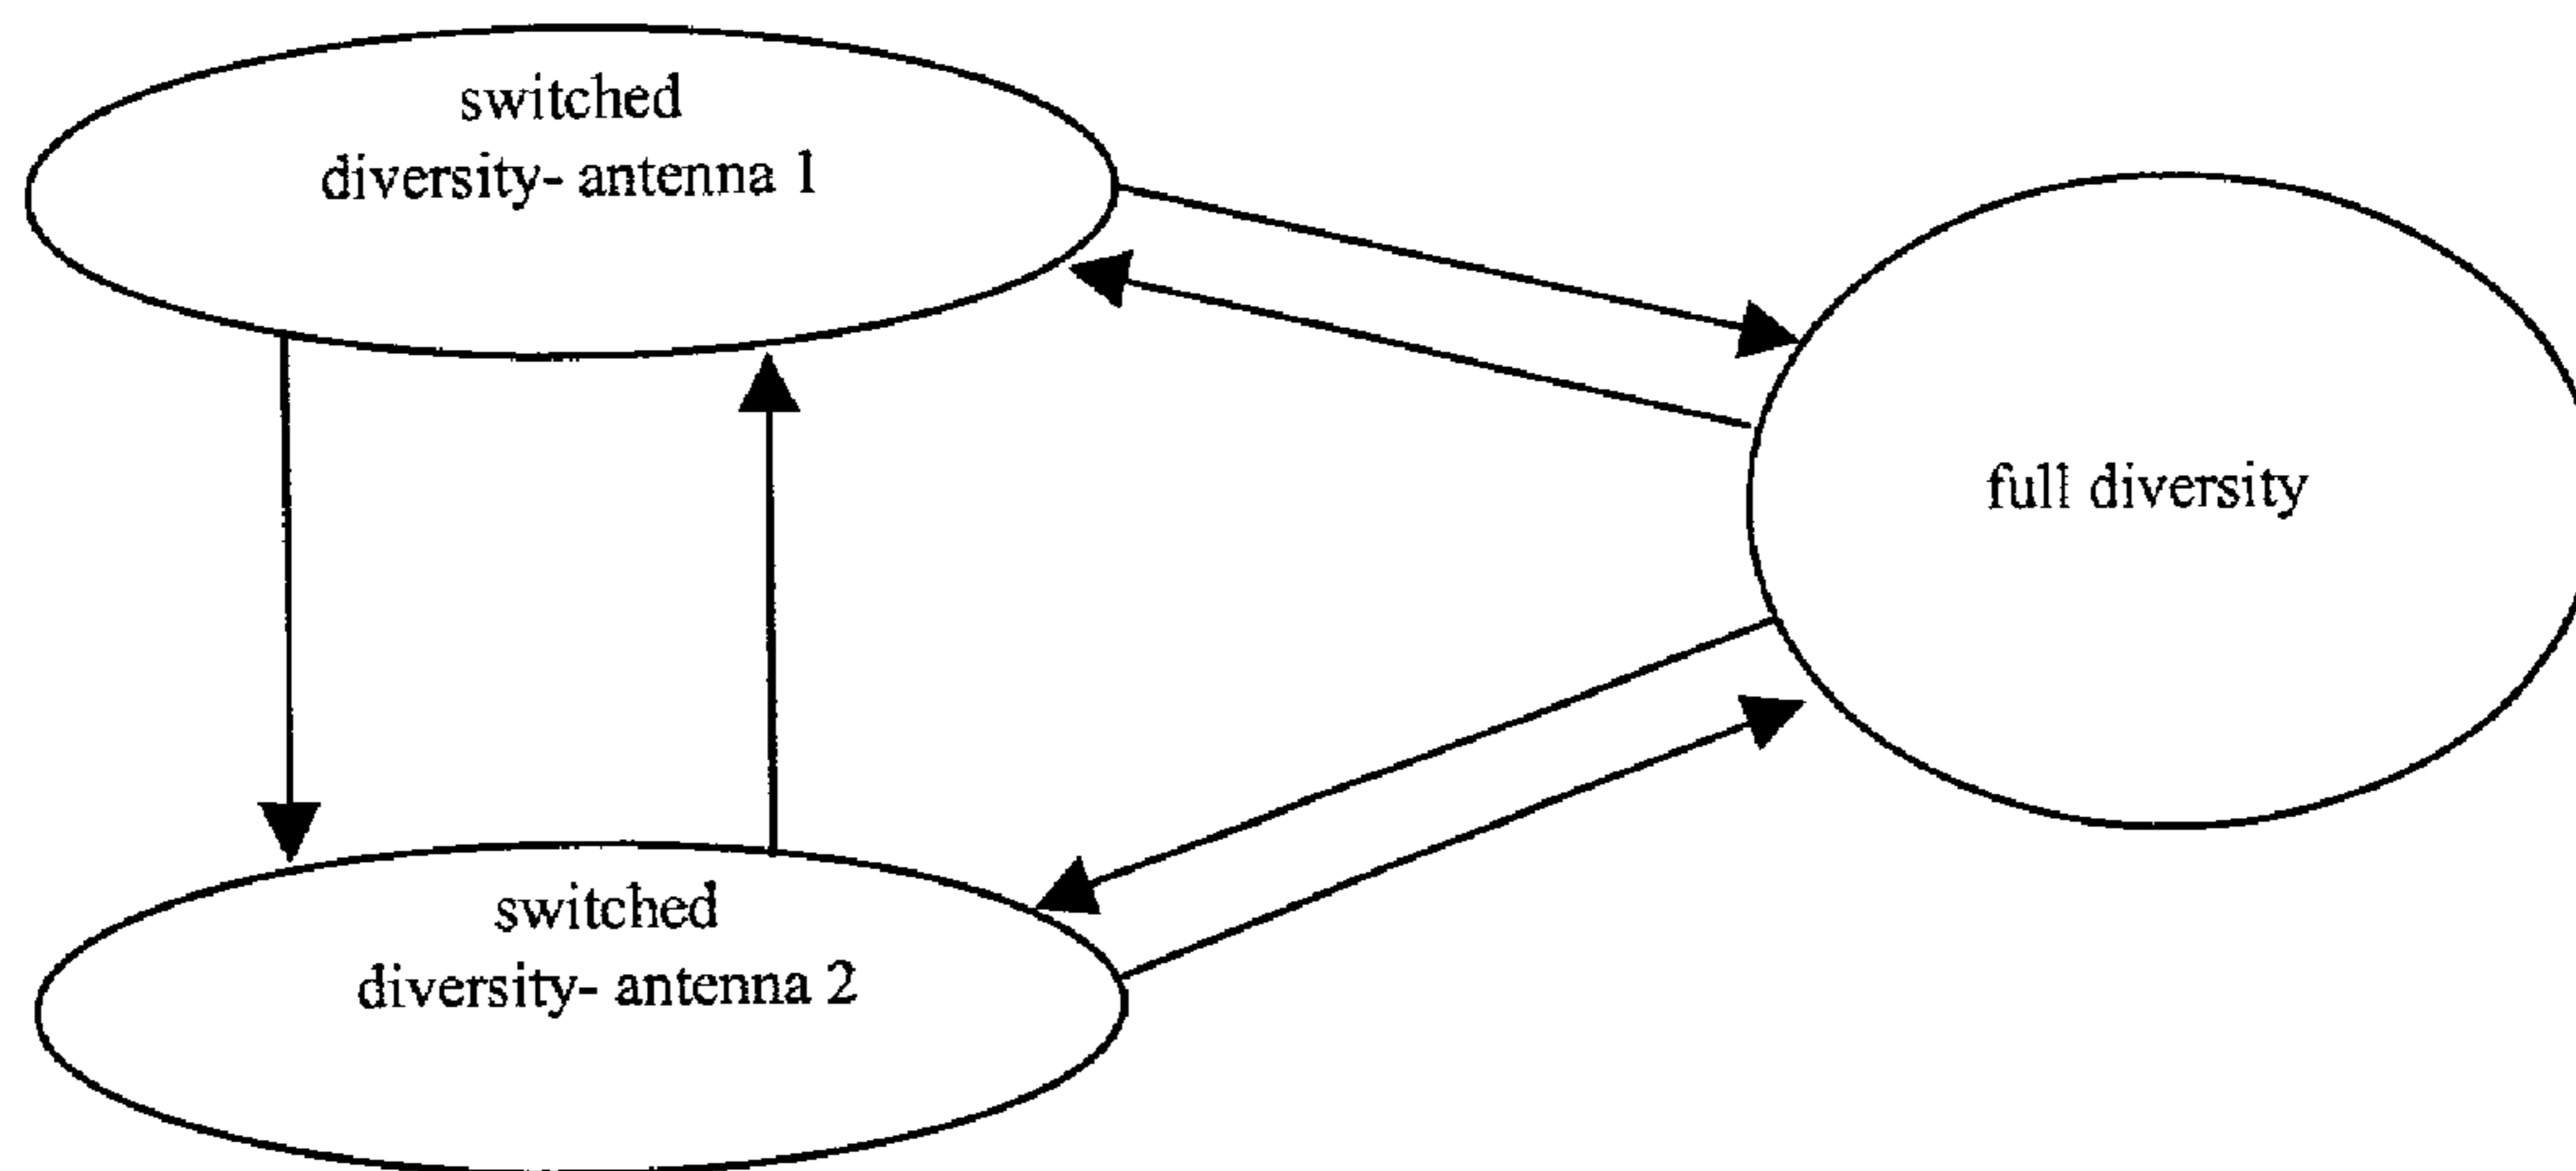 switched
diversity- antenna 1
full diversity
switched
diversity- antenna 2